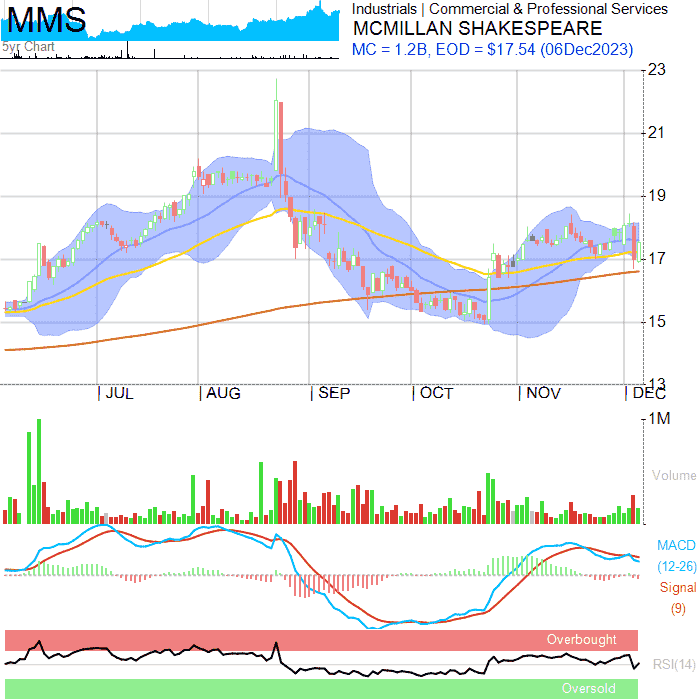 MMS
5yr Chart
Industrials | Commercial & Professional Services
MCMILLAN SHAKESPEARE
MC = 1.2B, EOD = $17.54 (06Dec2023)
23
21
19
17
15
13
JUL
AUG
SEP
OCT
NOV
DEC
1M
Volume
MACD
(12-26)
Signal
(9)
Overbought
RSI(14)
Oversold